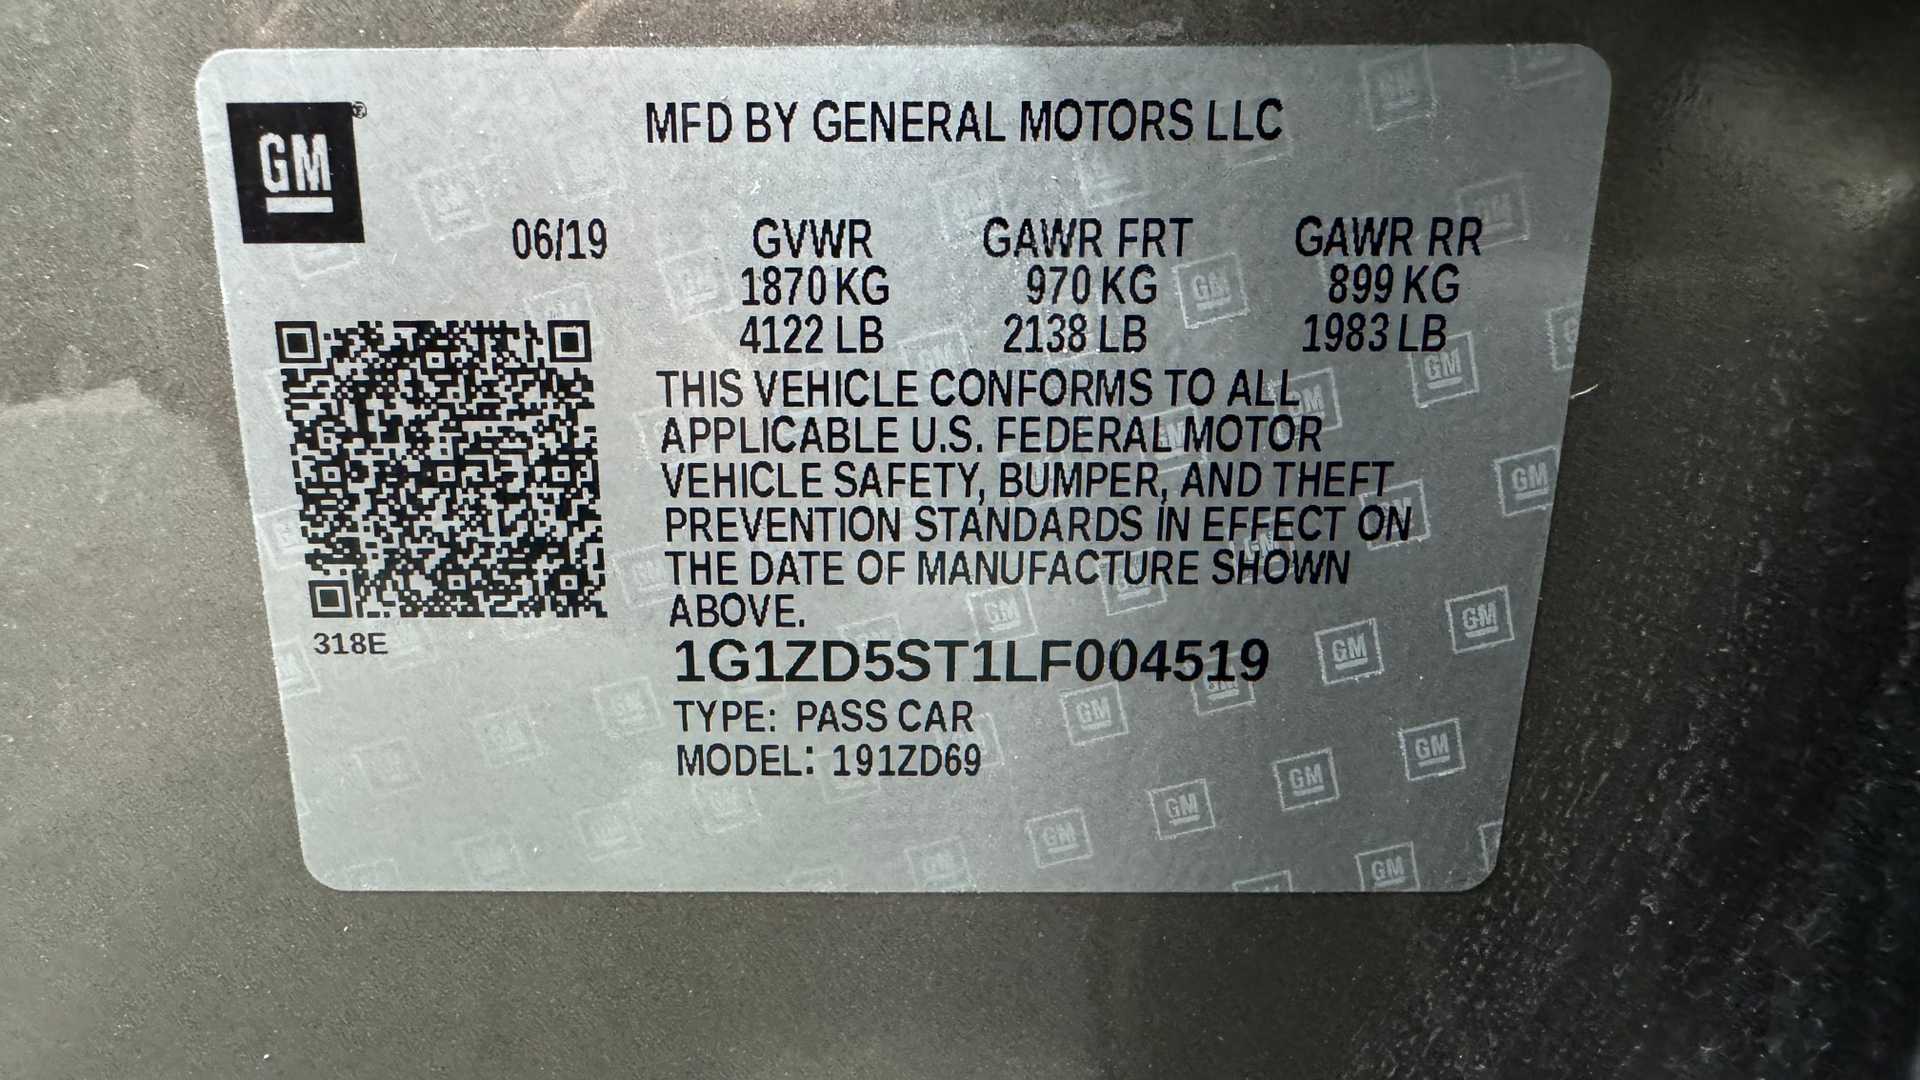 GM
MFD BY GENERAL MOTORS LLC
06/19 GVWR GAWR FRT GAWR RR
1870 KG 970 KG 899 KG
4122 LB 2138 LB 1983 LB
THIS VEHICLE CONFORMS TO ALL
APPLICABLE U.S. FEDERAL MOTOR
VEHICLE SAFETY, BUMPER, AND THEFT
PREVENTION STANDARDS IN EFFECT ON
THE DATE OF MANUFACTURE SHOWN
ABOVE.
318E
1G1ZD5ST1LF004519
TYPE: PASS CAR
MODEL: 191ZD69